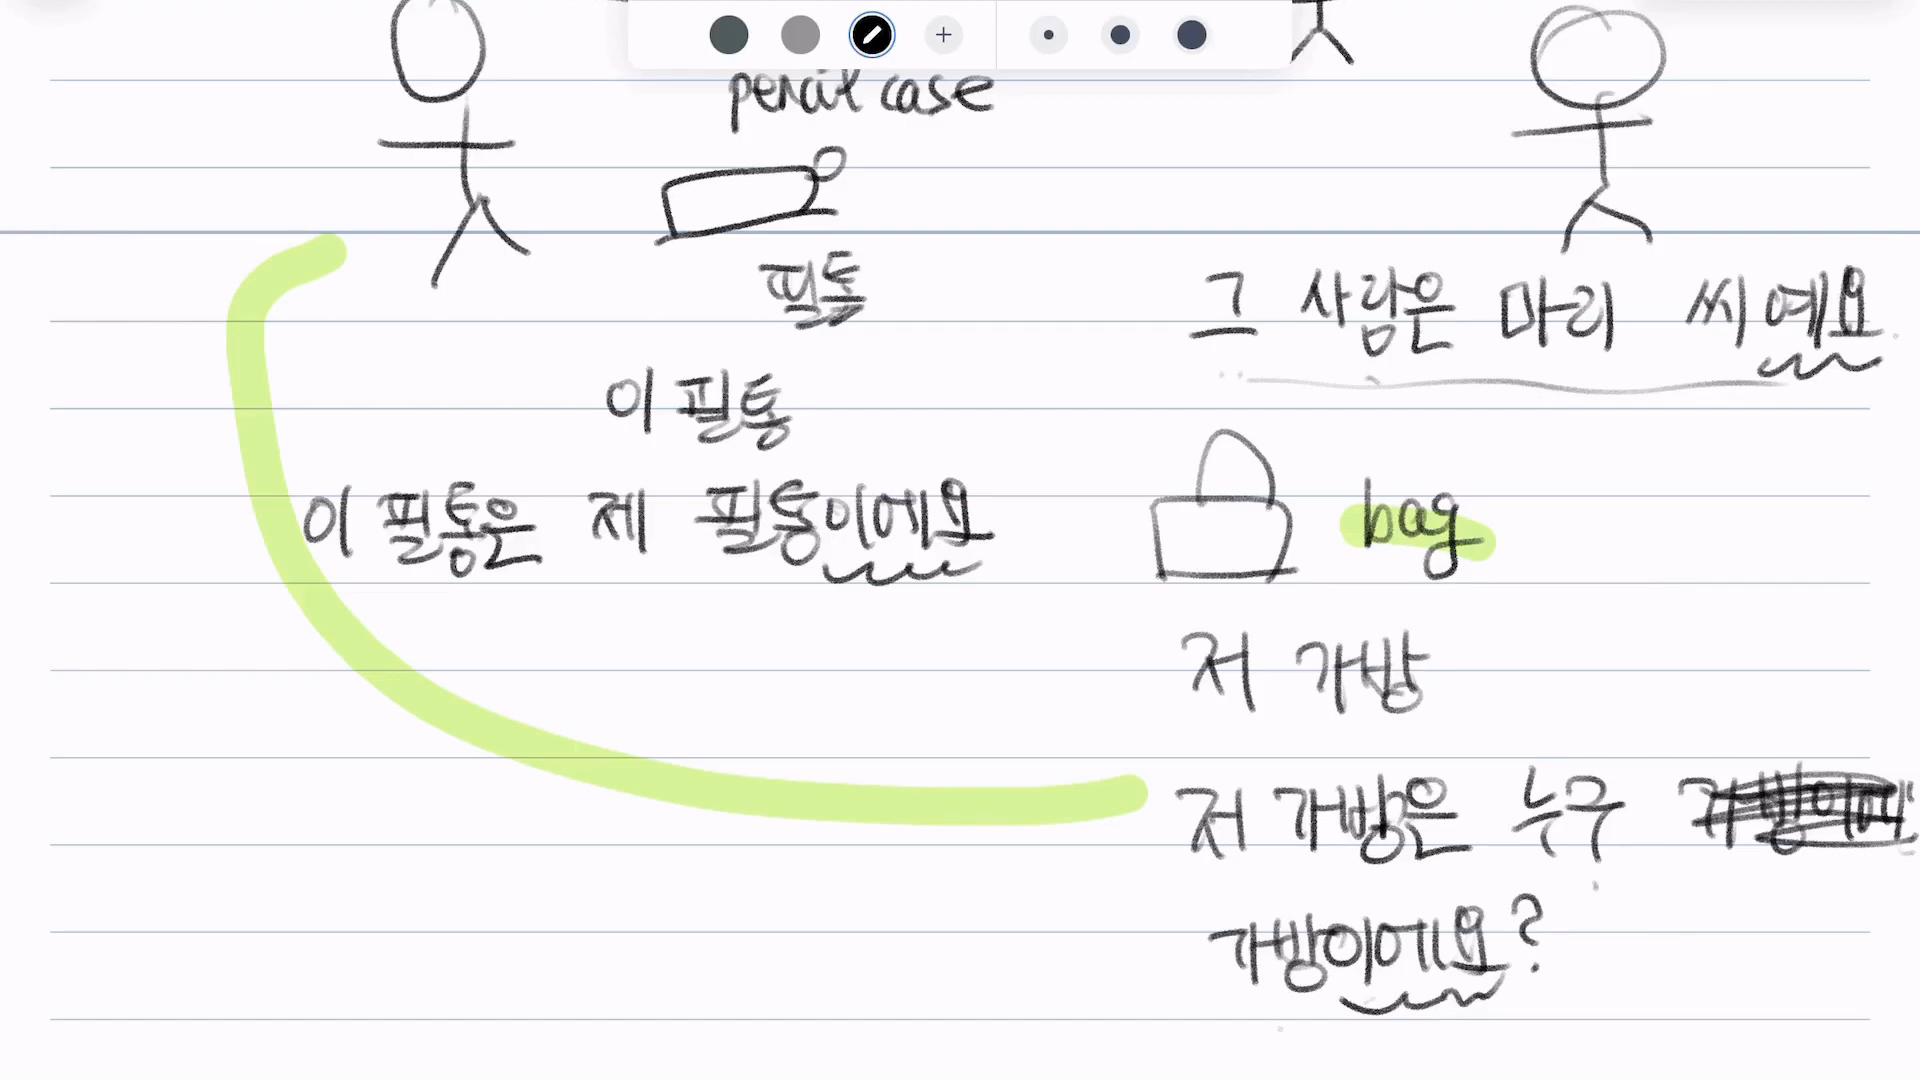 pencil case
필통
이 필통
이 필통은 제 필통이에요
그 사람은 마리 씨예요.
bag
저 가방
저 가방은 누구
가방이에요?